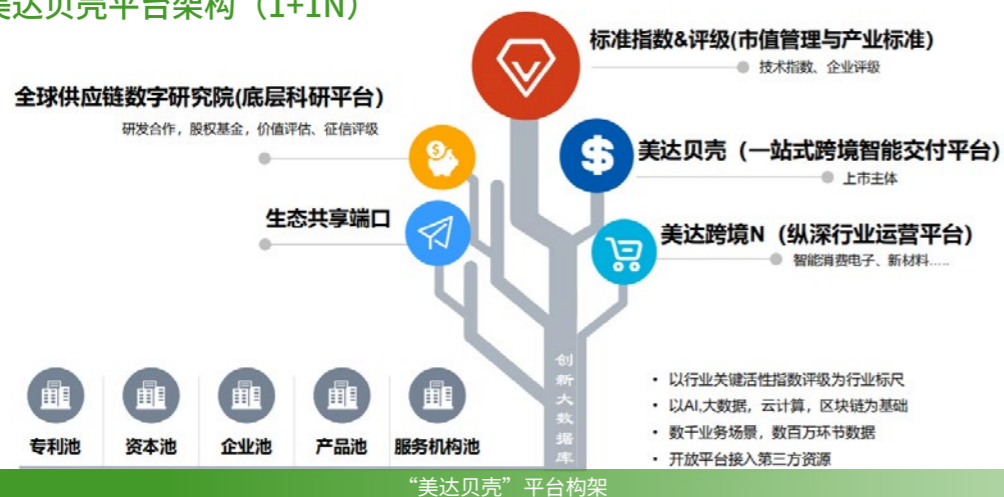 美达贝壳平台架构（1+1N）
标准指数&评级(市值管理与产业标准)
技术指数、企业评级
全球供应链数字研究院(底层科研平台)
研发合作，股权基金，价值评估、征信评级
美达贝壳（一站式跨境智能交付平台）
上市主体
生态共享端口
美达跨境N（纵深行业运营平台）
智能消费电子、新材料.....
创新大数据库
• 以行业关键活性指数评级为行业标尺
• 以AI,大数据，云计算，区块链为基础
• 数千业务场景，数百万环节数据
• 开放平台接入第三方资源
专利池 资本池 企业池 产品池 服务机构池
“美达贝壳”平台构架